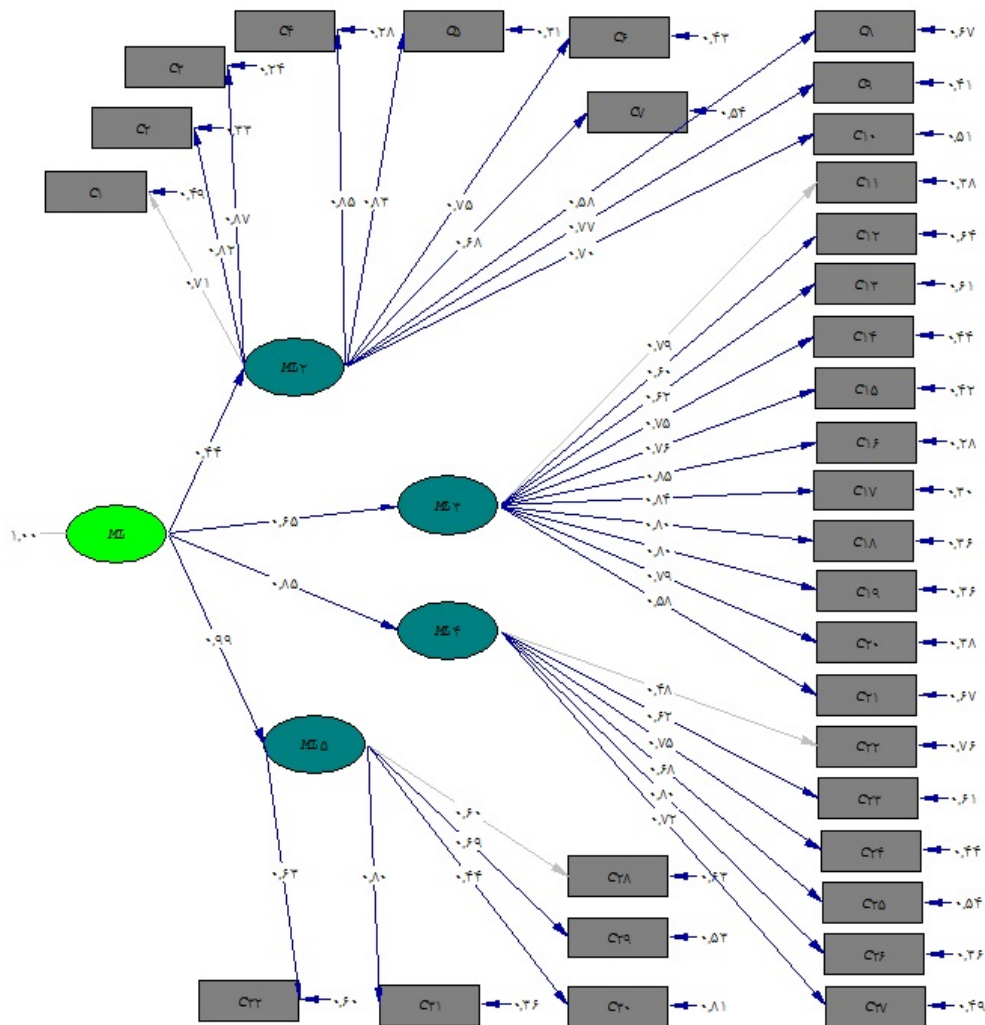 C۴ ۰,۲۸
C۵ ۰,۳۱
C۶ ۰,۴۳
C۸ ۰,۶۷
C۳ ۰,۲۴
C۹ ۰,۴۱
C۷ ۰,۵۴
C۲ ۰,۳۳
C۱۰ ۰,۵۱
C۱ ۰,۴۹
C۱۱ ۰,۳۸
C۱۲ ۰,۶۴
C۱۳ ۰,۶۱
C۱۴ ۰,۴۴
C۱۵ ۰,۴۲
C۱۶ ۰,۲۸
C۱۷ ۰,۳۰
C۱۸ ۰,۳۶
C۱۹ ۰,۳۶
C۲۰ ۰,۳۸
C۲۱ ۰,۶۷
C۲۲ ۰,۷۶
C۲۳ ۰,۶۱
C۲۴ ۰,۴۴
C۲۵ ۰,۵۴
C۲۶ ۰,۳۶
C۲۷ ۰,۴۹
۰,۷۱
۰,۸۲
۰,۸۷
۰,۸۵
۰,۸۳
۰,۷۵
۰,۶۸
۰,۵۸
۰,۷۷
۰,۷۰
ML۲
۰,۴۴
۱,۰۰ ML
۰,۶۵
ML۳
۰,۷۹
۰,۶۰
۰,۶۲
۰,۷۵
۰,۷۶
۰,۸۵
۰,۸۴
۰,۸۰
۰,۸۰
۰,۷۹
۰,۵۸
۰,۸۵
ML۴
۰,۴۸
۰,۶۲
۰,۷۵
۰,۶۸
۰,۸۰
۰,۷۲
۰,۹۹
ML۵
۰,۶۰
۰,۶۹
۰,۴۴
۰,۸۰
۰,۶۳
C۲۸ ۰,۶۳
C۲۹ ۰,۵۳
C۳۲ ۰,۶۰
C۳۱ ۰,۳۶
C۳۰ ۰,۸۱